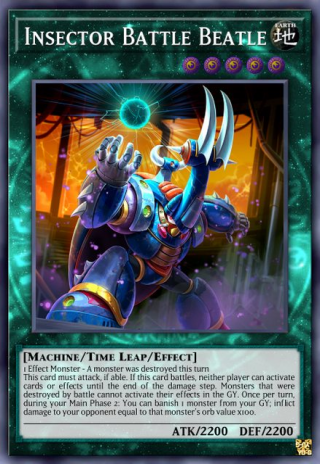 INSECTOR BATTLE BEATLE
EARTH
地
[MACHINE/TIME LEAP/EFFECT]
1 Effect Monster - A monster was destroyed this turn
This card must attack, if able. If this card battles, neither player can activate
cards or effects until the end of the damage step. Monsters that were
destroyed by battle cannot activate their effects in the GY. Once per turn,
during your Main Phase 2: You can banish 1 monster from your GY; inflict
damage to your opponent equal to that monster's orb value x100.
ATK/2200 DEF/2200